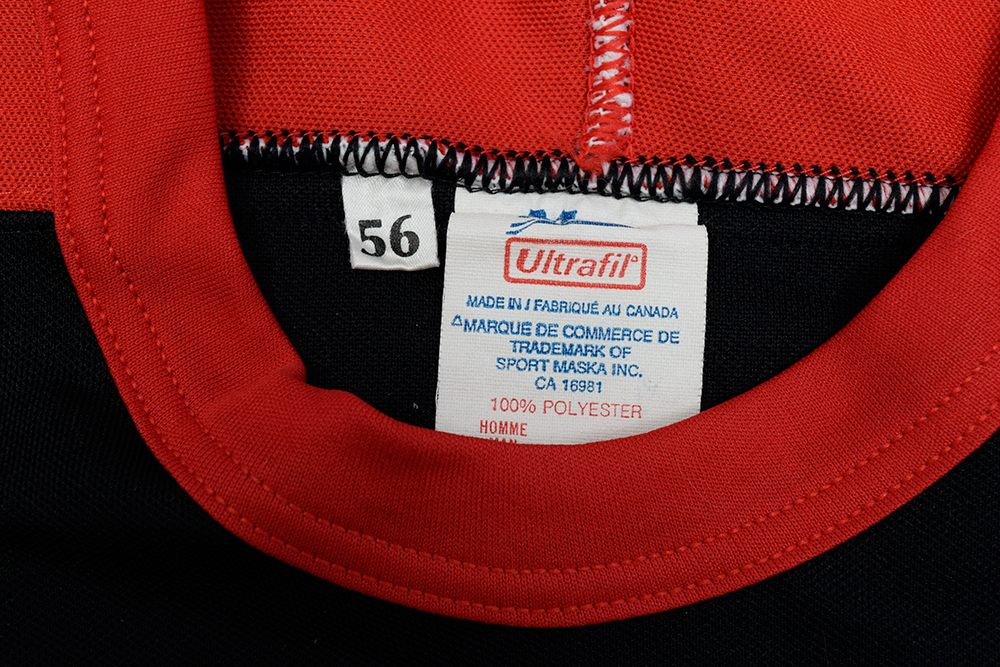 56
Ultrafil△
MADE IN / FABRIQUÉ AU CANADA
△MARQUE DE COMMERCE DE
TRADEMARK OF
SPORT MASKA INC.
CA 16981
100% POLYESTER
HOMME